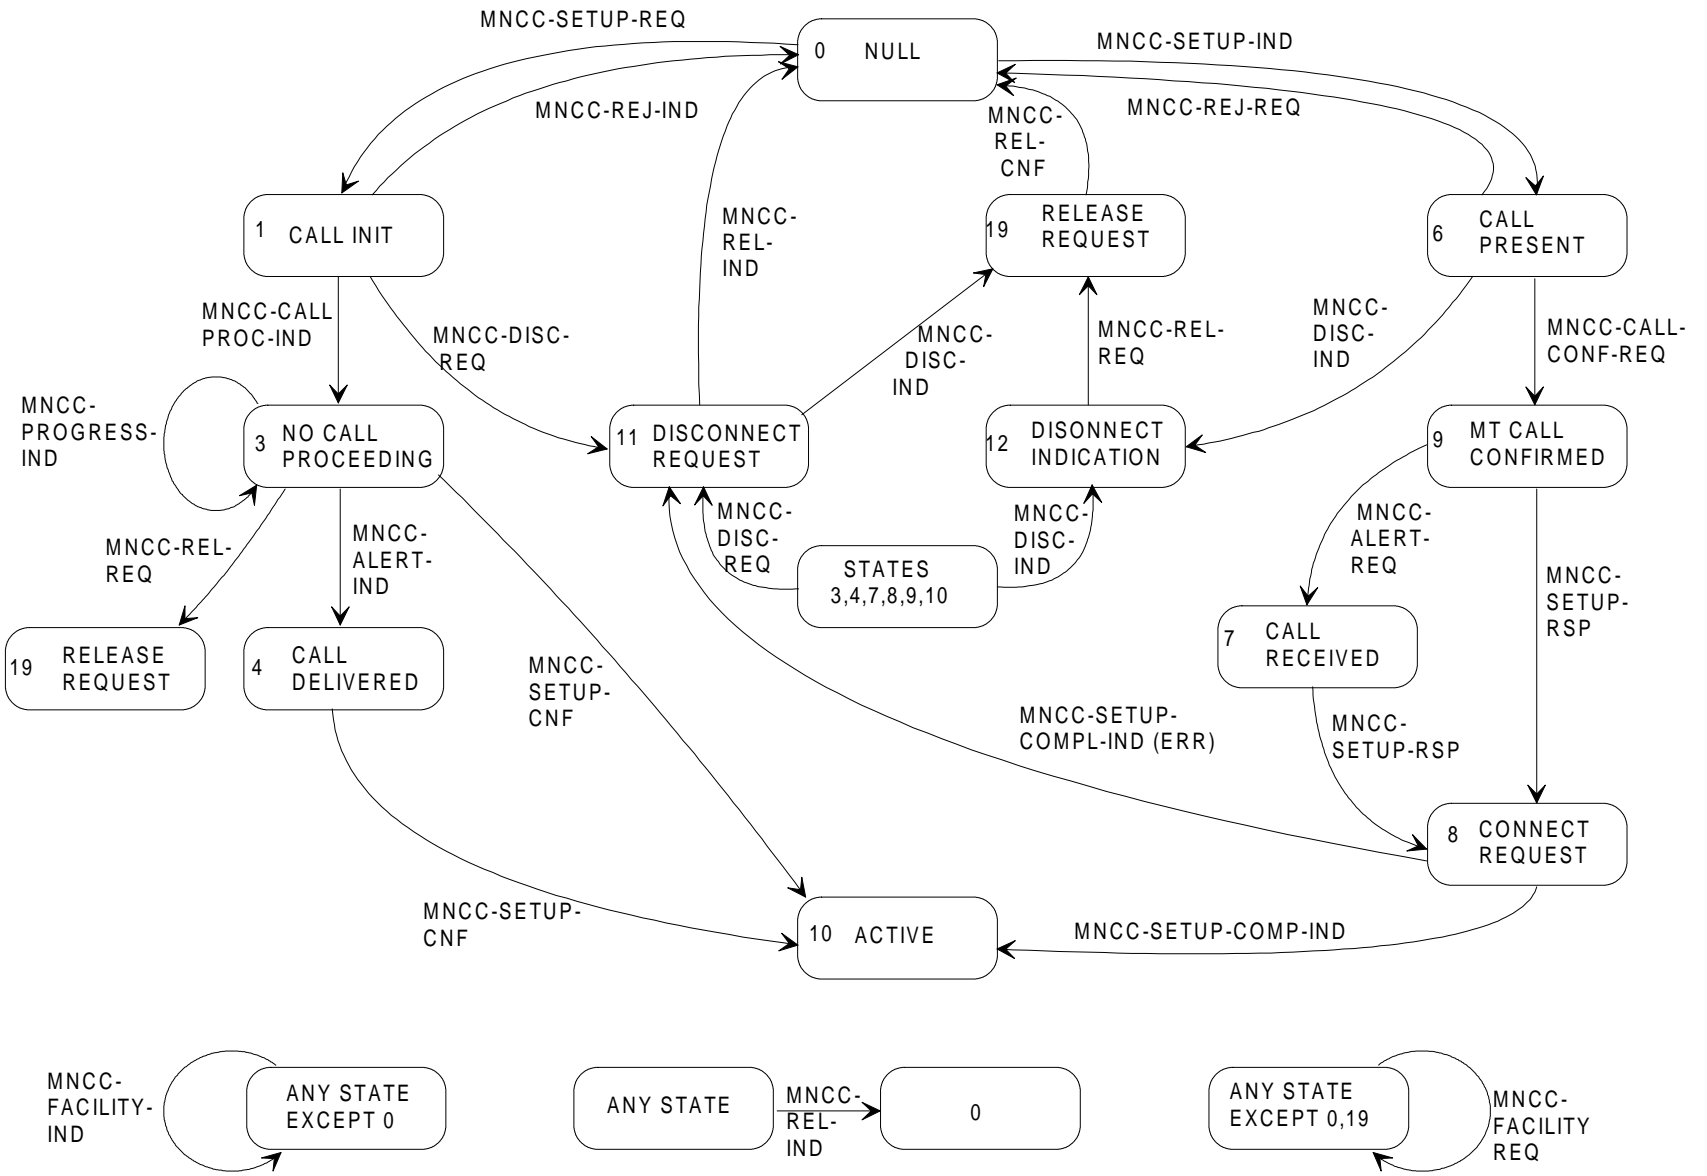 MNCC-SETUP-REQ
0 NULL
MNCC-SETUP-IND
MNCC-REJ-IND
MNCC-
REL-
CNF
MNCC-REJ-REQ
1 CALL INIT
MNCC-
REL-
IND
19 RELEASE
REQUEST
6 CALL
PRESENT
MNCC-CALL
PROC-IND
MNCC-DISC-
REQ
MNCC-
DISC-
IND
MNCC-REL-
REQ
MNCC-
DISC-
IND
MNCC-CALL-
CONF-REQ
MNCC-
PROGRESS-
IND
3 NO CALL
PROCEEDING
11 DISCONNECT
REQUEST
12 DISONNECT
INDICATION
9 MT CALL
CONFIRMED
MNCC-REL-
REQ
MNCC-
ALERT-
IND
MNCC-
DISC-
REQ
STATES
3,4,7,8,9,10
MNCC-
DISC-
IND
MNCC-
ALERT-
REQ
MNCC-
SETUP-
RSP
19 RELEASE
REQUEST
4 CALL
DELIVERED
MNCC-
SETUP-
CNF
7 CALL
RECEIVED
MNCC-SETUP-
COMPL-IND (ERR)
MNCC-
SETUP-RSP
8 CONNECT
REQUEST
MNCC-SETUP-
CNF
10 ACTIVE
MNCC-SETUP-COMP-IND
MNCC-
FACILITY-
IND
ANY STATE
EXCEPT 0
ANY STATE
MNCC-
REL-
IND
0
ANY STATE
EXCEPT 0,19
MNCC-
FACILITY
REQ